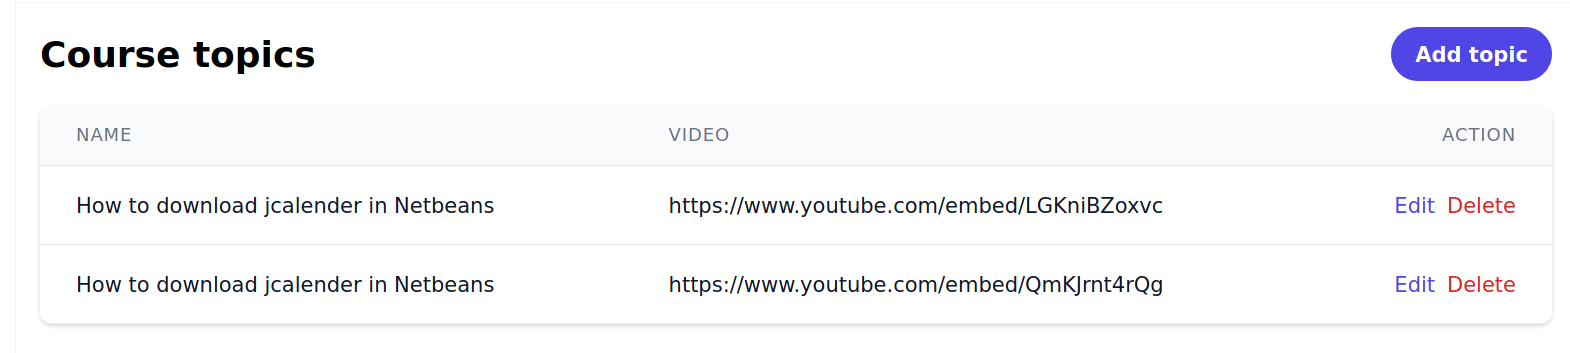 Course topics
Add topic
NAME VIDEO ACTION
How to download jcalender in Netbeans https://www.youtube.com/embed/LGKniBZoxvc Edit Delete
How to download jcalender in Netbeans https://www.youtube.com/embed/QmKJrnt4rQg Edit Delete